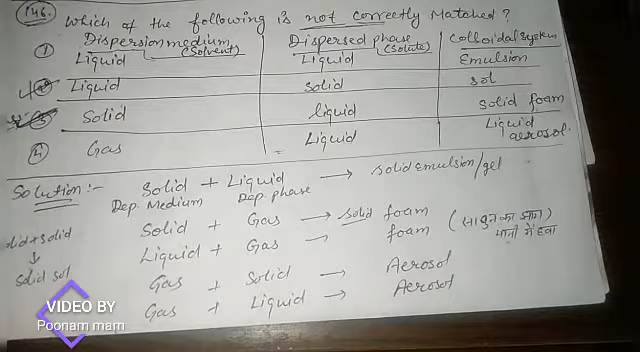 146. Which of the following is not correctly Matched?
Dispersion medium (Solvent) Dispersed phase (Solute) Colloidal system
① Liquid Liquid Emulsion
Liquid solid sol
Solid liquid solid foam
④ Gas Liquid Liquid aerosol.
Solution:- Solid + Liquid → solid emulsion/gel
Dep. Medium Dep. phase
Solid + Gas → solid foam
Liquid + Gas → foam (साबुन का झाग)
पानी में हवा
Gas + Solid → Aerosol
Gas + Liquid → Aerosol
solid + solid
↓
solid sol
VIDEO BY
Poonam mam